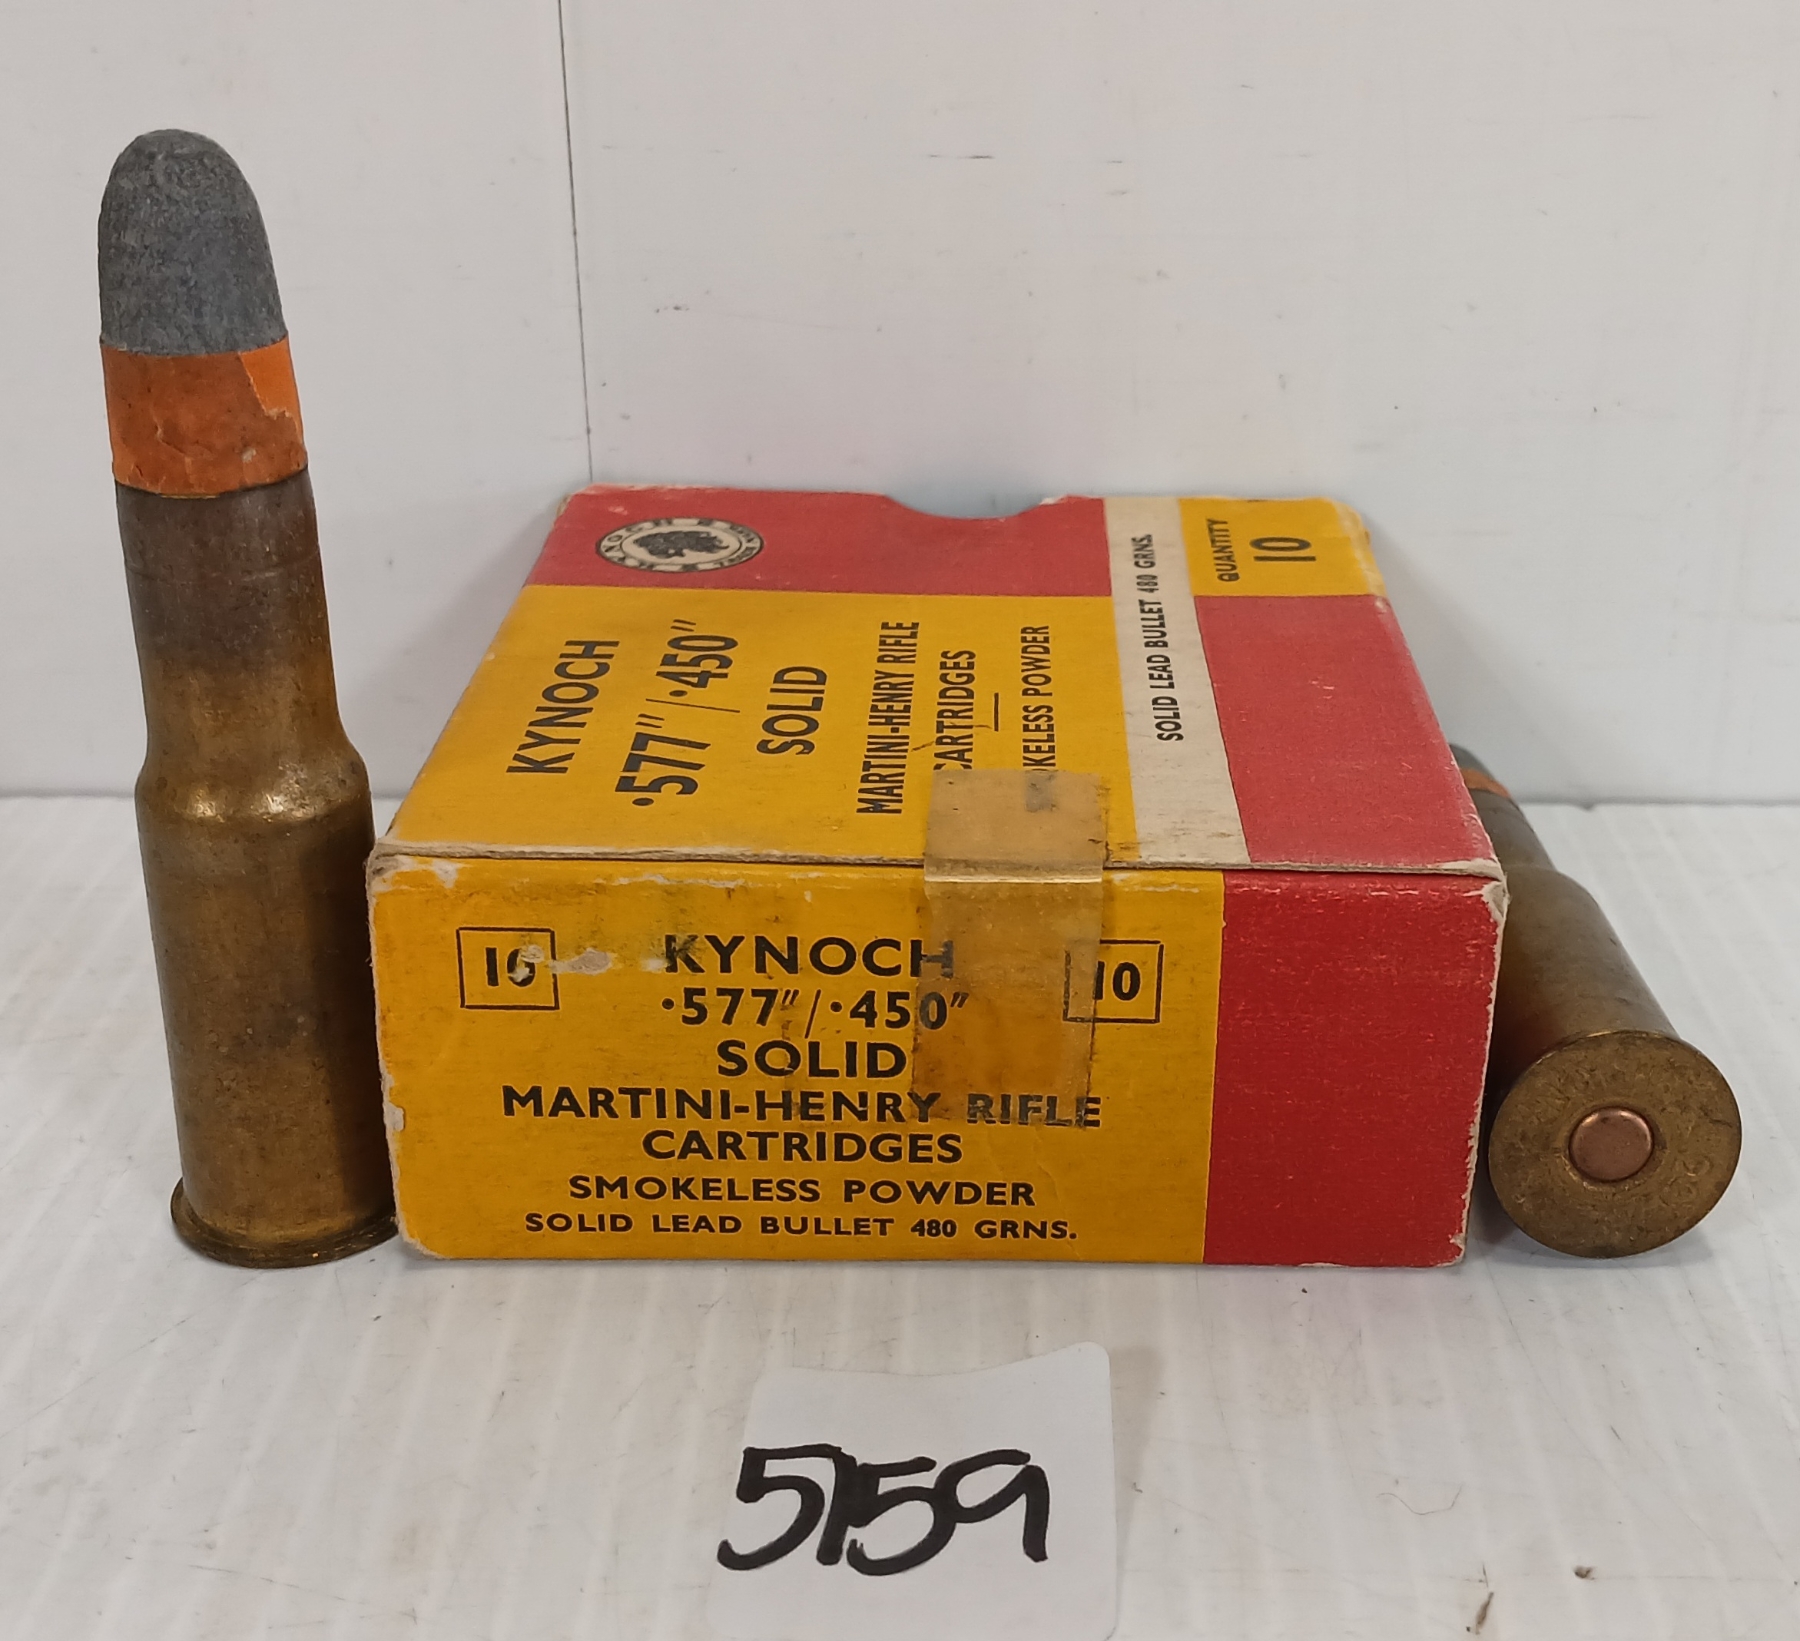 KYNOCH
.577"/.450"
SOLID
MARTINI-HENRY RIFLE
CARTRIDGES
SMOKELESS POWDER
SOLID LEAD BULLET 480 GRNS.
QUANTITY
10
10
KYNOCH
10
.577"/.450"
SOLID
MARTINI-HENRY RIFLE
CARTRIDGES
SMOKELESS POWDER
SOLID LEAD BULLET 480 GRNS.
5159